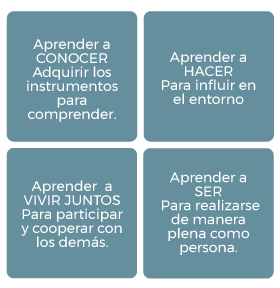 Aprender a
CONOCER
Adquirir los
instrumentos
para
comprender.
Aprender a
HACER
Para influir en
el entorno
Aprender a
VIVIR JUNTOS
Para participar
y cooperar con
los demás.
Aprender a
SER
Para realizarse
de manera
plena como
persona.